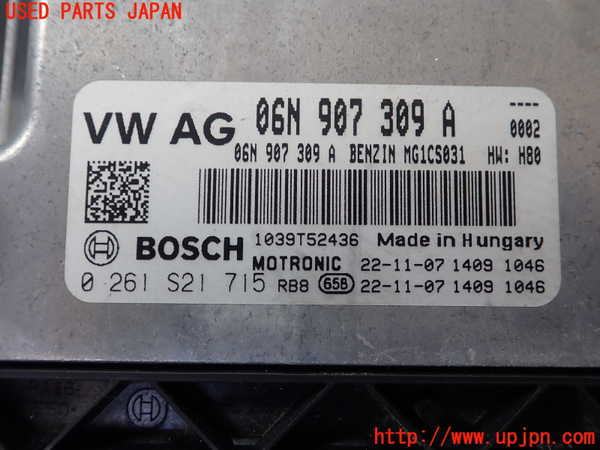 USED PARTS JAPAN
VW AG 06N 907 309 A ----
0002
06N 907 309 A BENZIN MG1CS031 HW: H80
BOSCH 1039T52436 Made in Hungary
MOTRONIC 22-11-07 1409 1046
0 261 S21 715 RB8 65B 22-11-07 1409 1046
http://www.upjpn.com